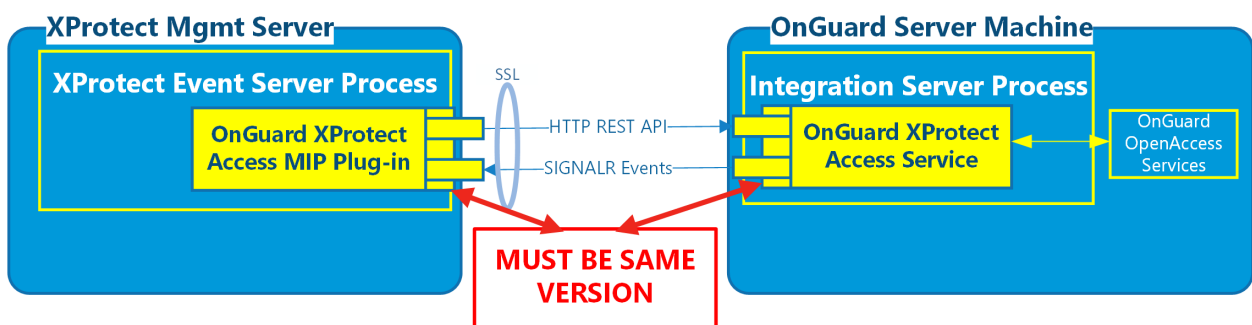 XProtect Mgmt Server
XProtect Event Server Process
OnGuard XProtect
Access MIP Plug-in
SSL
HTTP REST API
SIGNALR Events
OnGuard Server Machine
Integration Server Process
OnGuard XProtect
Access Service
OnGuard
OpenAccess
Services
MUST BE SAME
VERSION